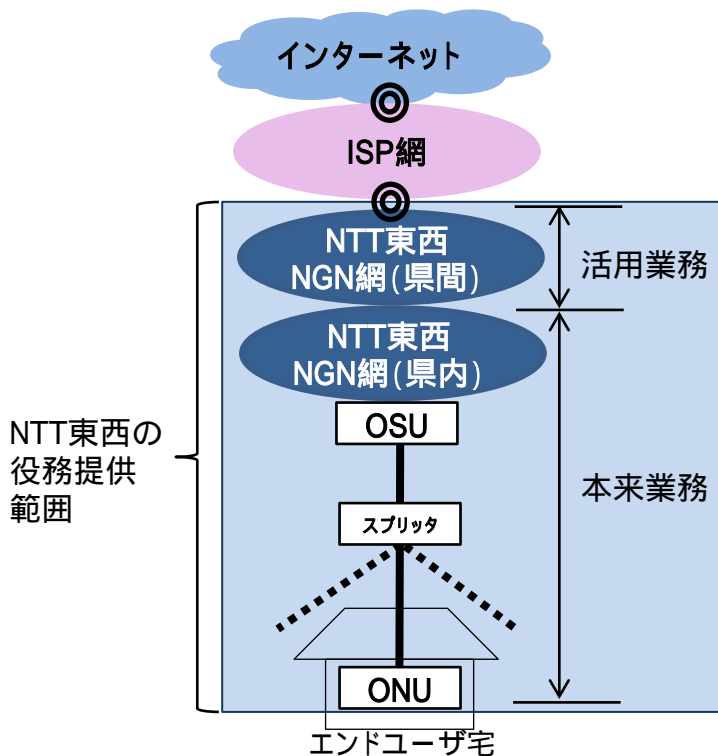 インターネット
ISP網
NTT東西
NGN網(県間)
活用業務
NTT東西
NGN網(県内)
OSU
NTT東西の
役務提供
範囲
スプリッタ
本来業務
ONU
エンドユーザ宅